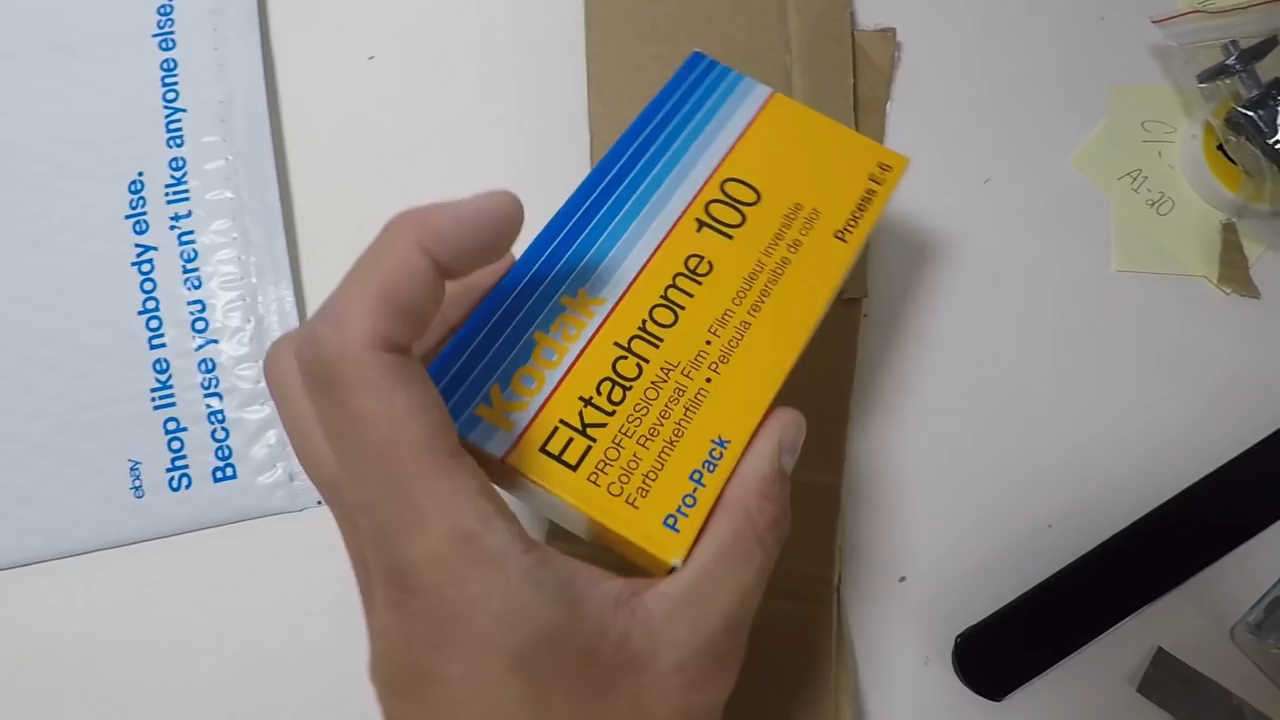 ebay
Shop like nobody else.
Because you aren't like anyone else.
Kodak
Ektachrome 100
PROFESSIONAL
Color Reversal Film • Film couleur inversible
Farbumkehrfilm • Película reversible de color
Pro-Pack
Process E-6
A1-20